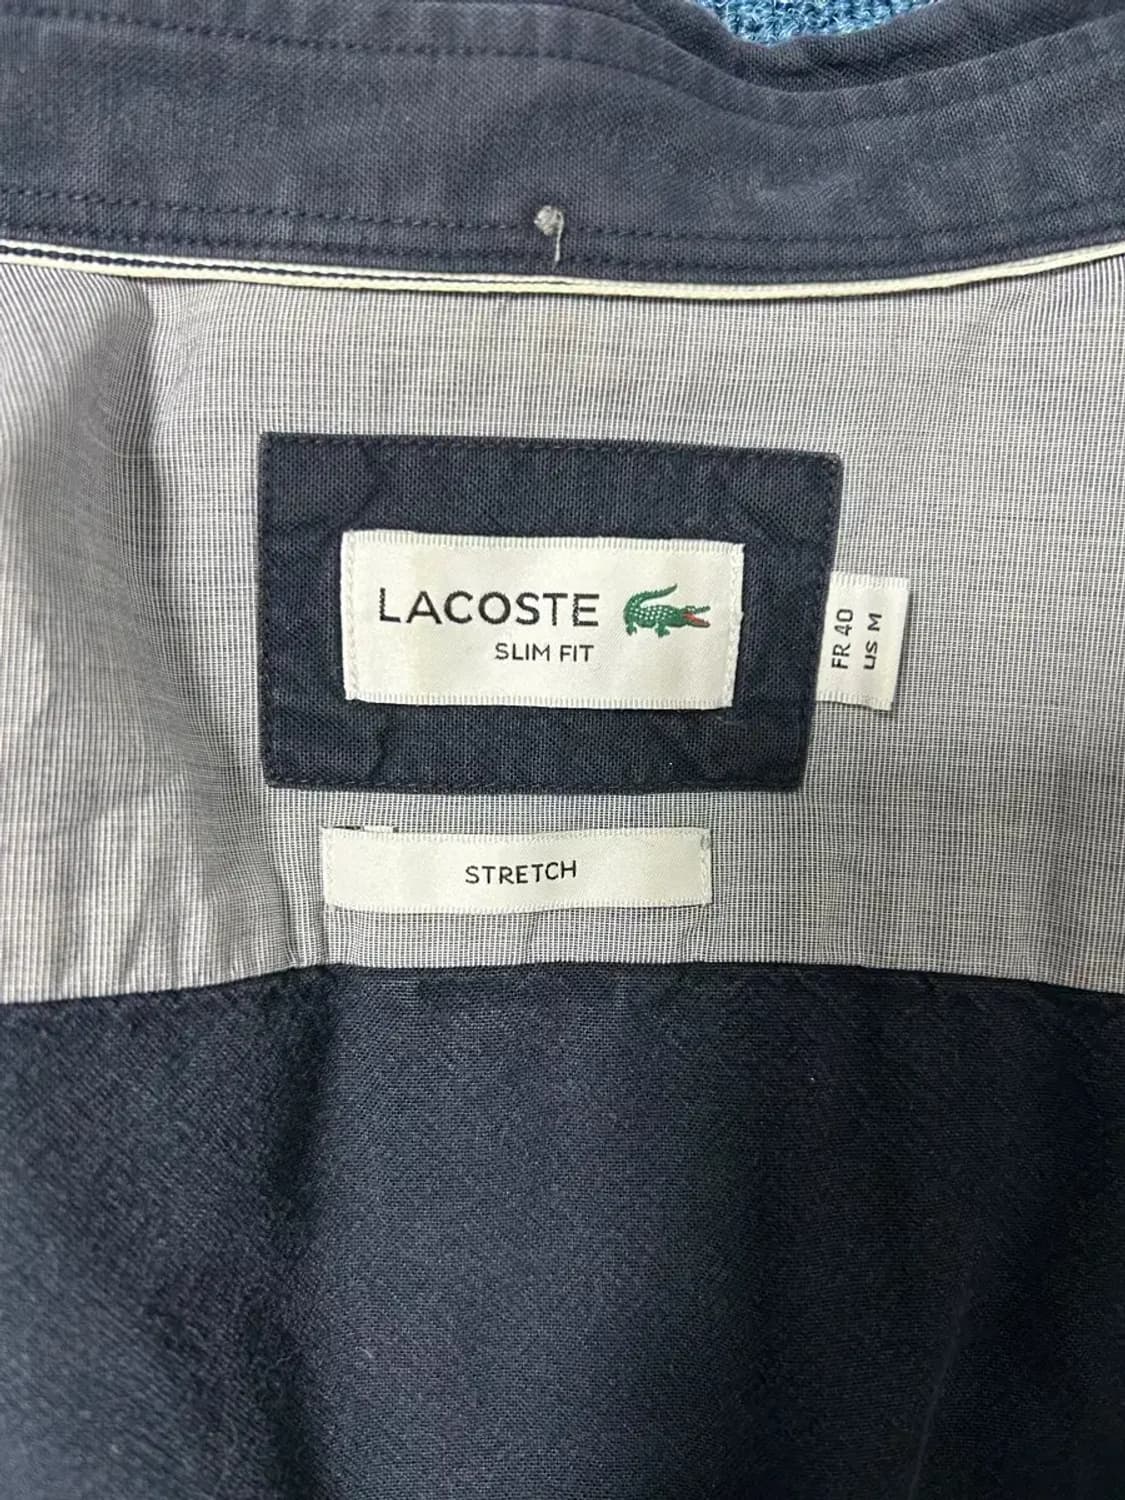 LACOSTE
SLIM FIT
FR 40
US M
STRETCH